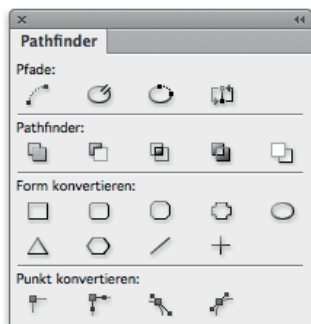 Pathfinder
Pfade:
Pathfinder:
Form konvertieren:
Punkt konvertieren: